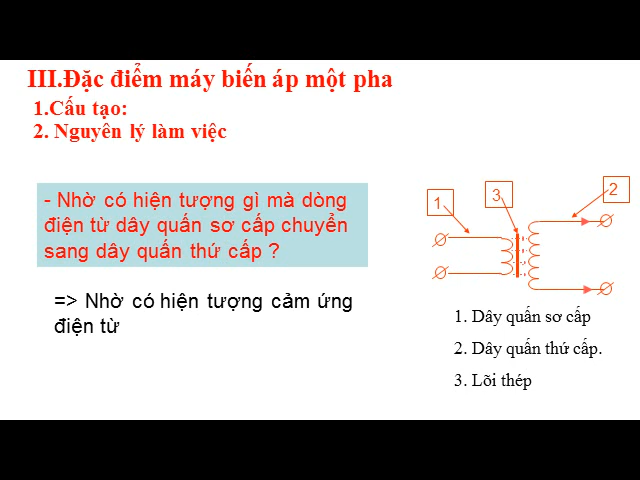 III.Đặc điểm máy biến áp một pha
1.Cấu tạo:
2. Nguyên lý làm việc
- Nhờ có hiện tượng gì mà dòng
điện từ dây quấn sơ cấp chuyển
sang dây quấn thứ cấp ?
=> Nhờ có hiện tượng cảm ứng
điện từ
1
3
2
1. Dây quấn sơ cấp
2. Dây quấn thứ cấp.
3. Lõi thép